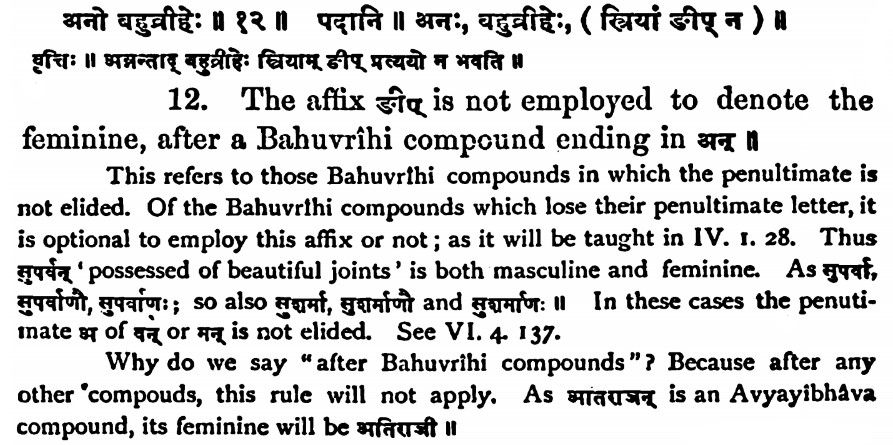 अनो बहुव्रीहेः ॥ १२ ॥ पदानि ॥ अनः, बहुव्रीहेः, ( स्त्रियां ङीप् न ) ॥
वृत्तिः ॥ अन्नन्ताद् बहुव्रीहेः स्त्रियाम् ङीप् प्रत्ययो न भवति ॥
12. The affix ङीप् is not employed to denote the
feminine, after a Bahuvrîhi compound ending in अन् ॥
This refers to those Bahuvrîhi compounds in which the penultimate is
not elided. Of the Bahuvrîhi compounds which lose their penultimate letter, it
is optional to employ this affix or not; as it will be taught in IV. 1. 28. Thus
सुपर्वन् ‘possessed of beautiful joints’ is both masculine and feminine. As सुपर्वा,
सुपर्वाणौ, सुपर्वाणः; so also सुशर्मा, सुशर्माणौ and सुशर्माणः ॥ In these cases the penuti-
mate अ of वन् or मन् is not elided. See VI. 4. 137.
Why do we say "after Bahuvrîhi compounds"? Because after any
other compouds, this rule will not apply. As अतिराजन् is an Avyayibhâva
compound, its feminine will be अतिराज्ञी ॥